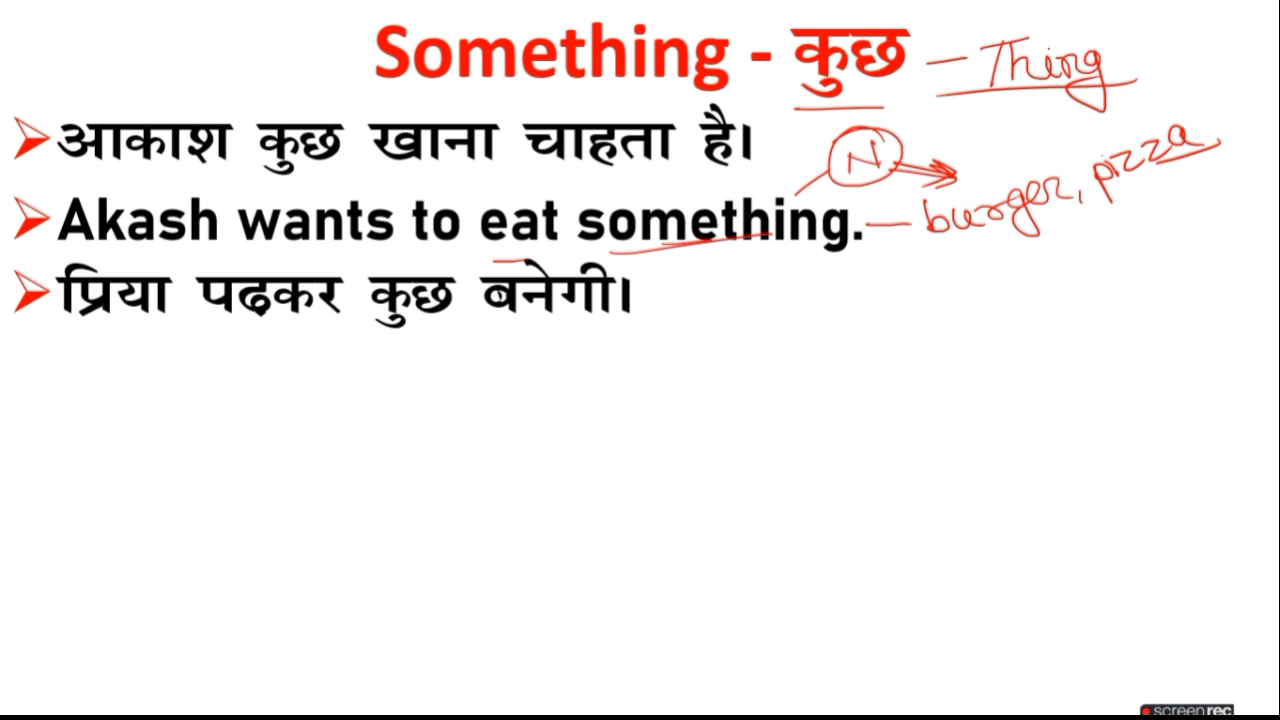 Something - कुछ - Thing
आकाश कुछ खाना चाहता है।
N
Akash wants to eat something. - burger, pizza
प्रिया पढ़कर कुछ बनेगी।
screenrec